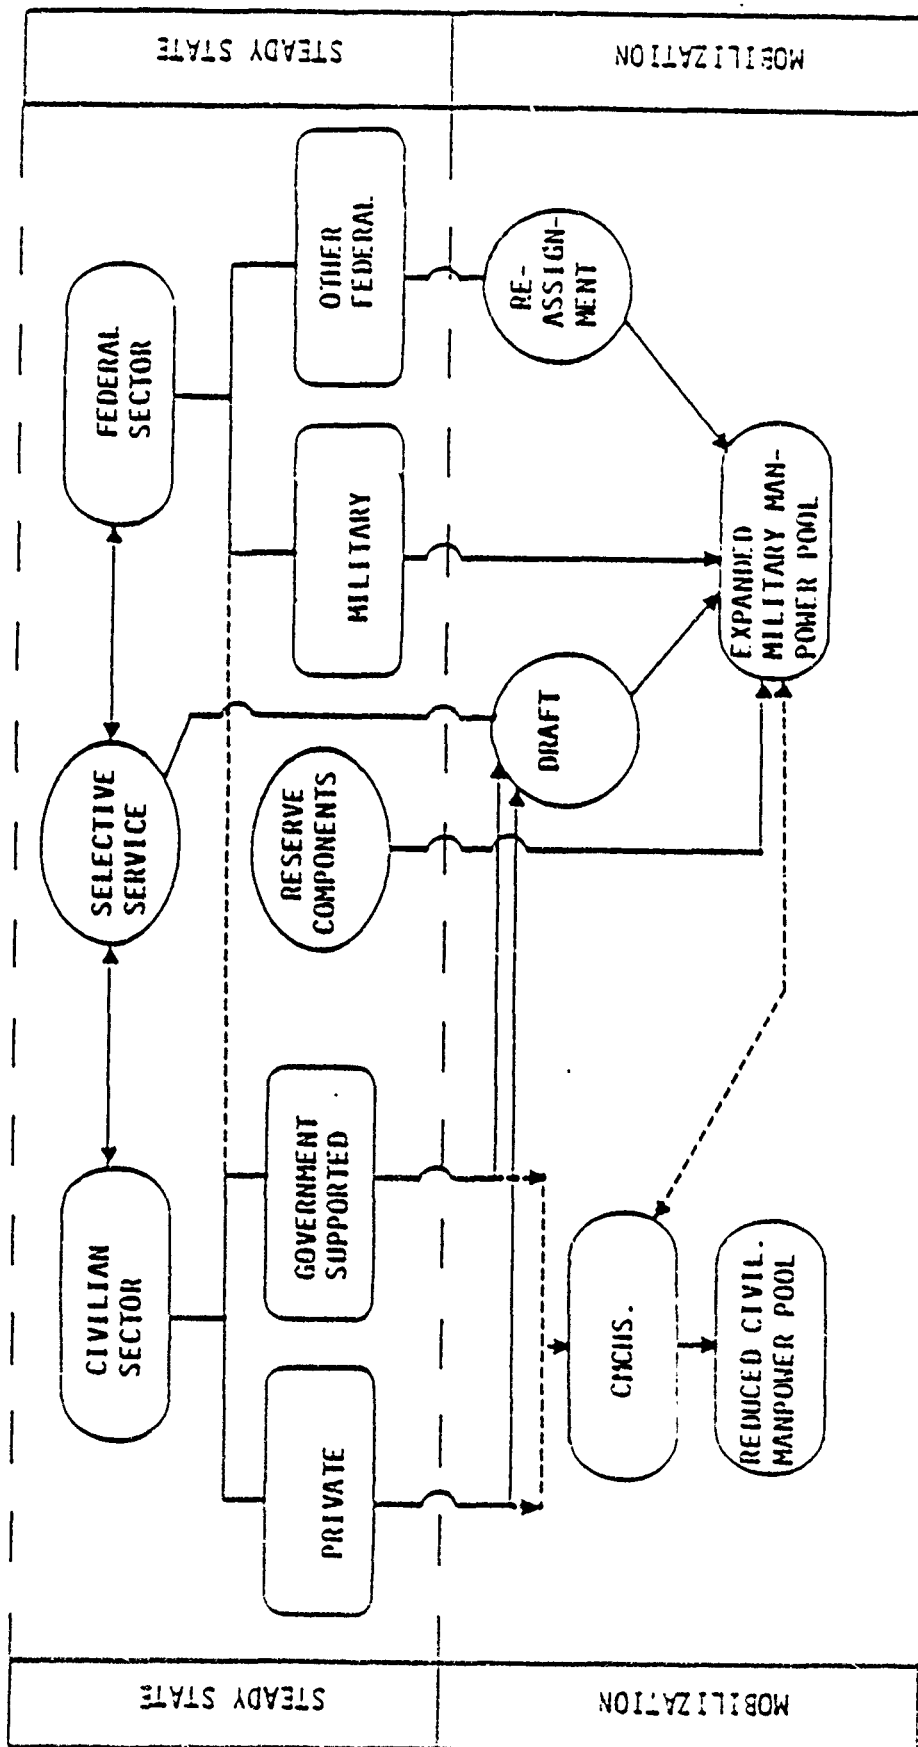 STEADY STATE
MOBILIZATION
CIVILIAN
SECTOR
SELECTIVE
SERVICE
FEDERAL
SECTOR
PRIVATE
GOVERNMENT
SUPPORTED
RESERVE
COMPONENTS
MILITARY
OTHER
FEDERAL
DRAFT
RE-
ASSIGN-
MENT
CMCHS.
REDUCED CIVIL.
MANPOWER POOL
EXPANDED
MILITARY MAN-
POWER POOL
STEADY STATE
MOBILIZATION